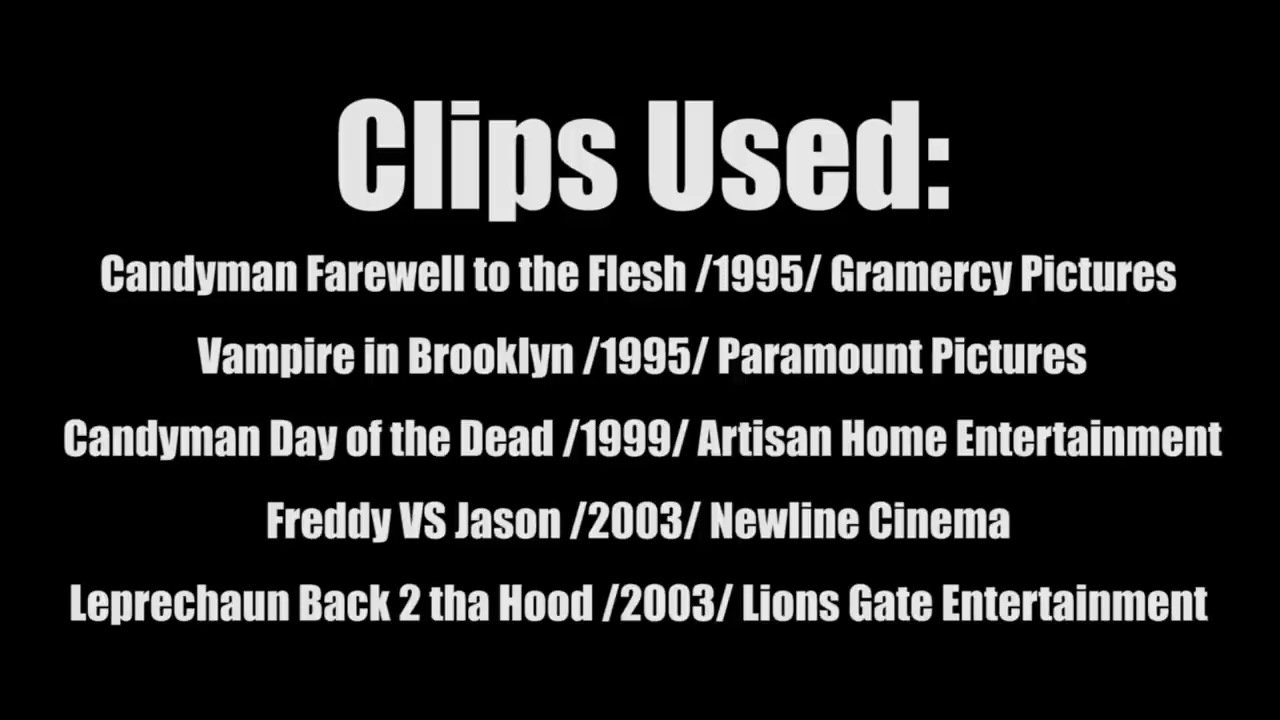 Clips Used:
Candyman Farewell to the Flesh /1995/ Gramercy Pictures
Vampire in Brooklyn /1995/ Paramount Pictures
Candyman Day of the Dead /1999/ Artisan Home Entertainment
Freddy VS Jason /2003/ Newline Cinema
Leprechaun Back 2 tha Hood /2003/ Lions Gate Entertainment